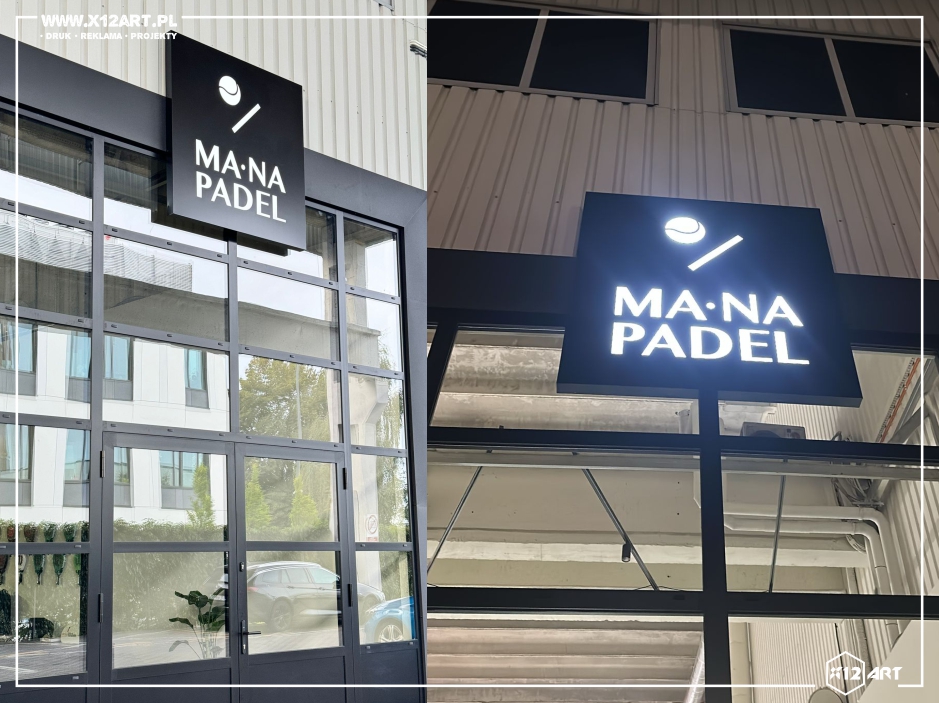 WWW.X12ART.PL
• DRUK • REKLAMA • PROJEKTY
MA·NA
PADEL
MA·NA
PADEL
X12 ART